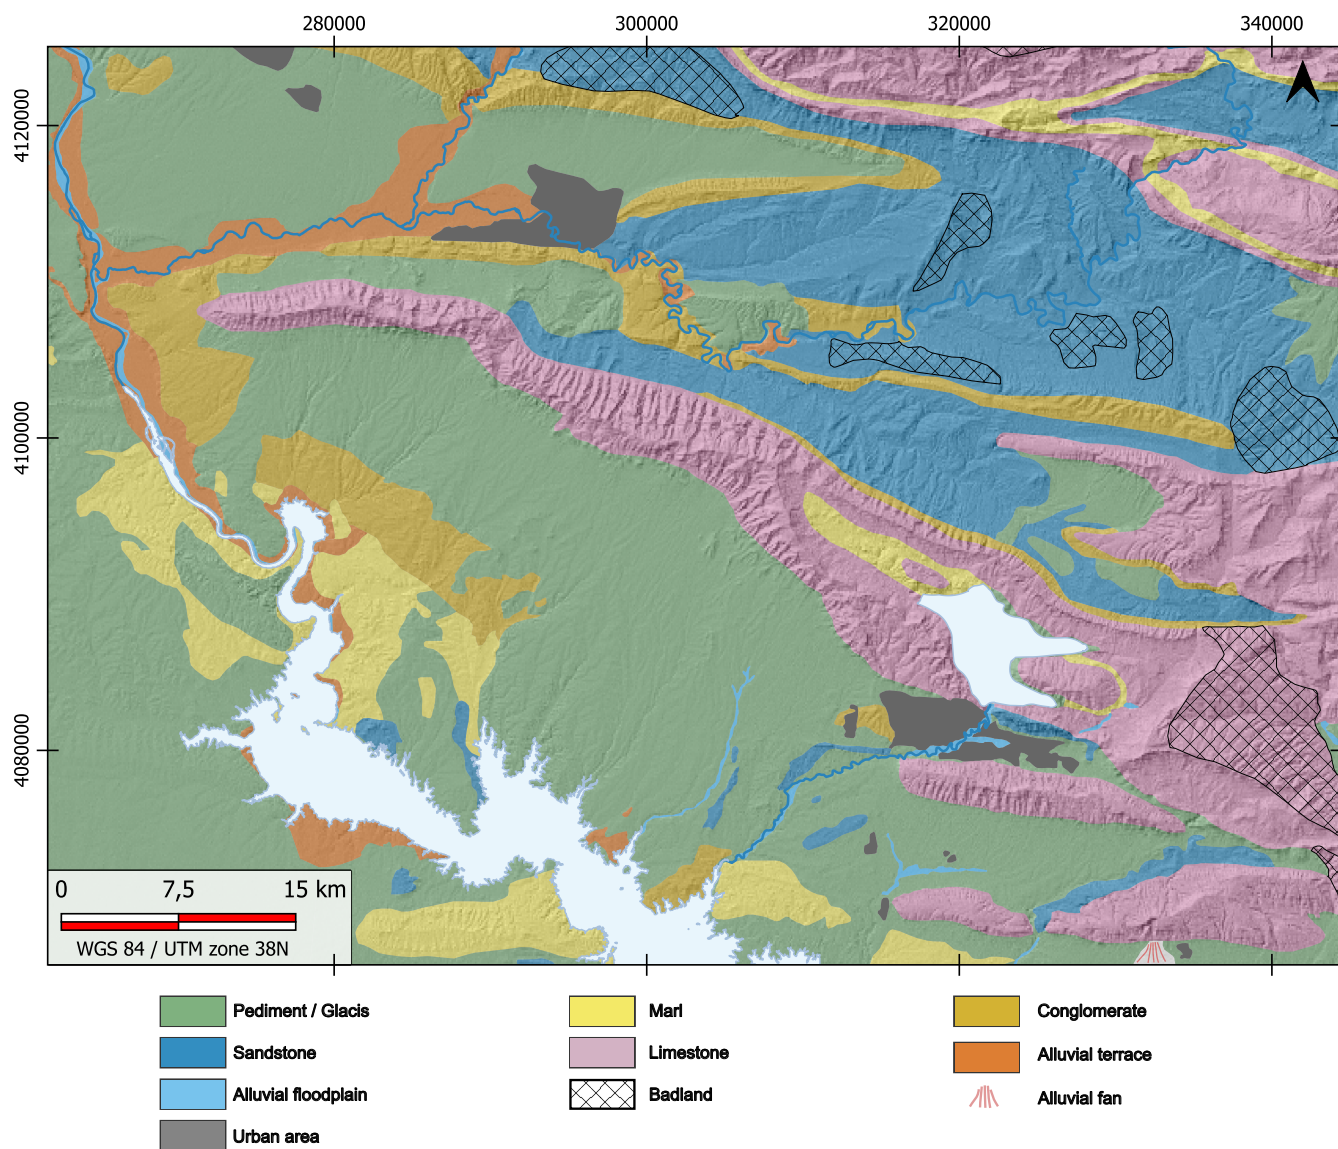 280000 300000 320000 340000
4120000
4100000
4080000
0 7,5 15 km
WGS 84 / UTM zone 38N
Pediment / Glacis Marl Conglomerate
Sandstone Limestone Alluvial terrace
Alluvial floodplain Badland Alluvial fan
Urban area